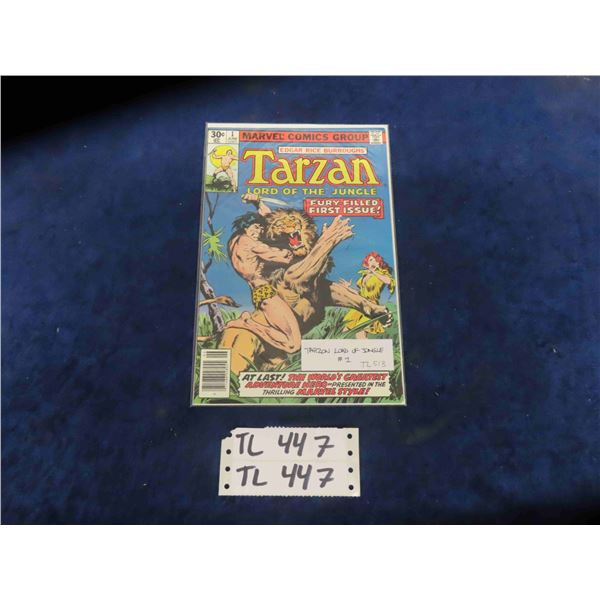 30¢ 1 MARVEL COMICS GROUP
EDGAR RICE BURROUGHS
Tarzan
LORD OF THE JUNGLE
FURY-FILLED
FIRST ISSUE!
TARZON LORD OF JUNGLE
#1
TL513
AT LAST! THE WORLD'S GREATEST
ADVENTURE HERO—PRESENTED IN THE
THRILLING MARVEL STYLE!
TL 447
TL 447